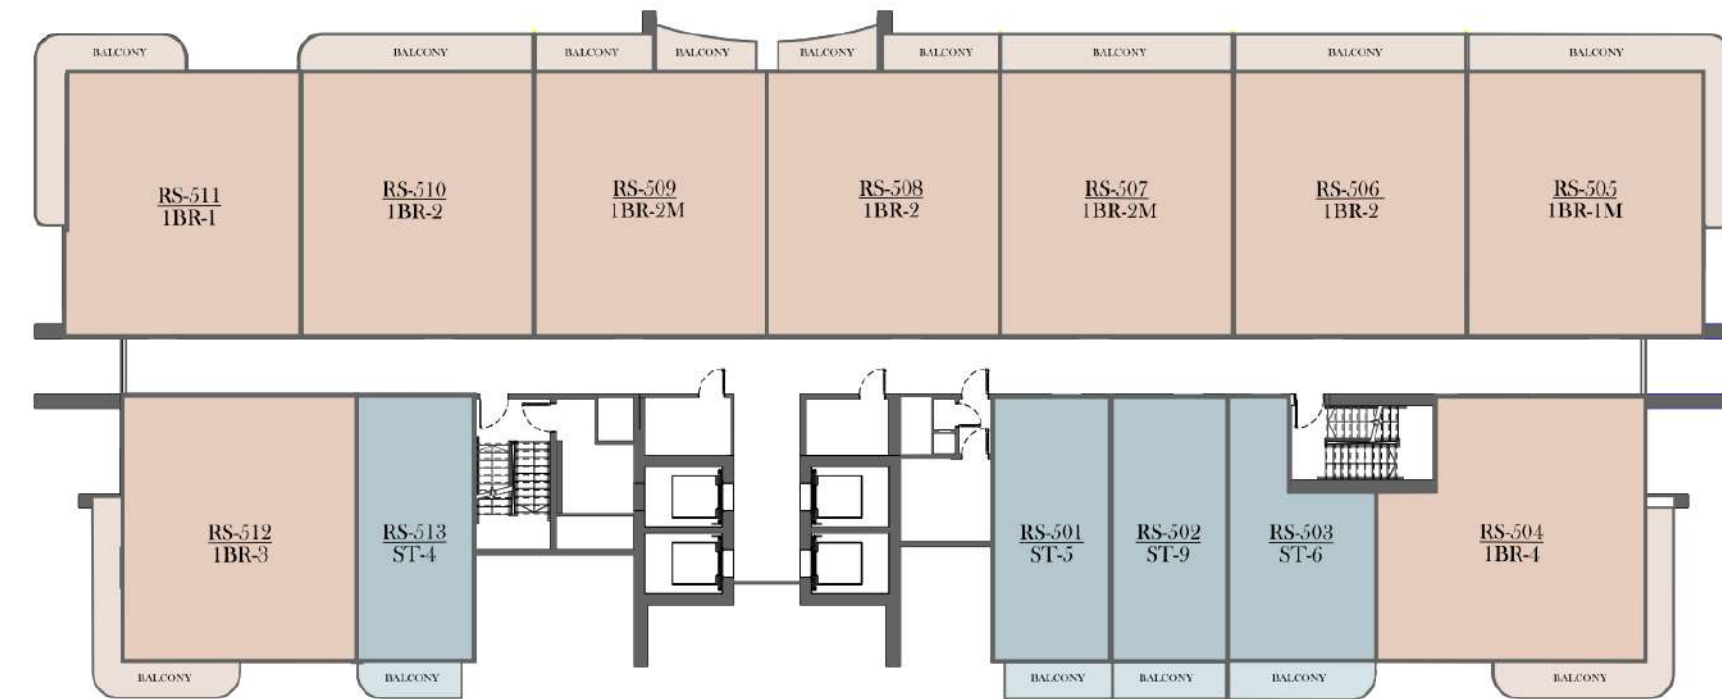 BALCONY
BALCONY
BALCONY
BALCONY
BALCONY
BALCONY
BALCONY
BALCONY
BALCONY
RS-511
1BR-1
RS-510
1BR-2
RS-509
1BR-2M
RS-508
1BR-2
RS-507
1BR-2M
RS-506
1BR-2
RS-505
1BR-1M
RS-512
1BR-3
RS-513
ST-4
RS-501
ST-5
RS-502
ST-9
RS-503
ST-6
RS-504
1BR-4
BALCONY
BALCONY
BALCONY
BALCONY
BALCONY
BALCONY